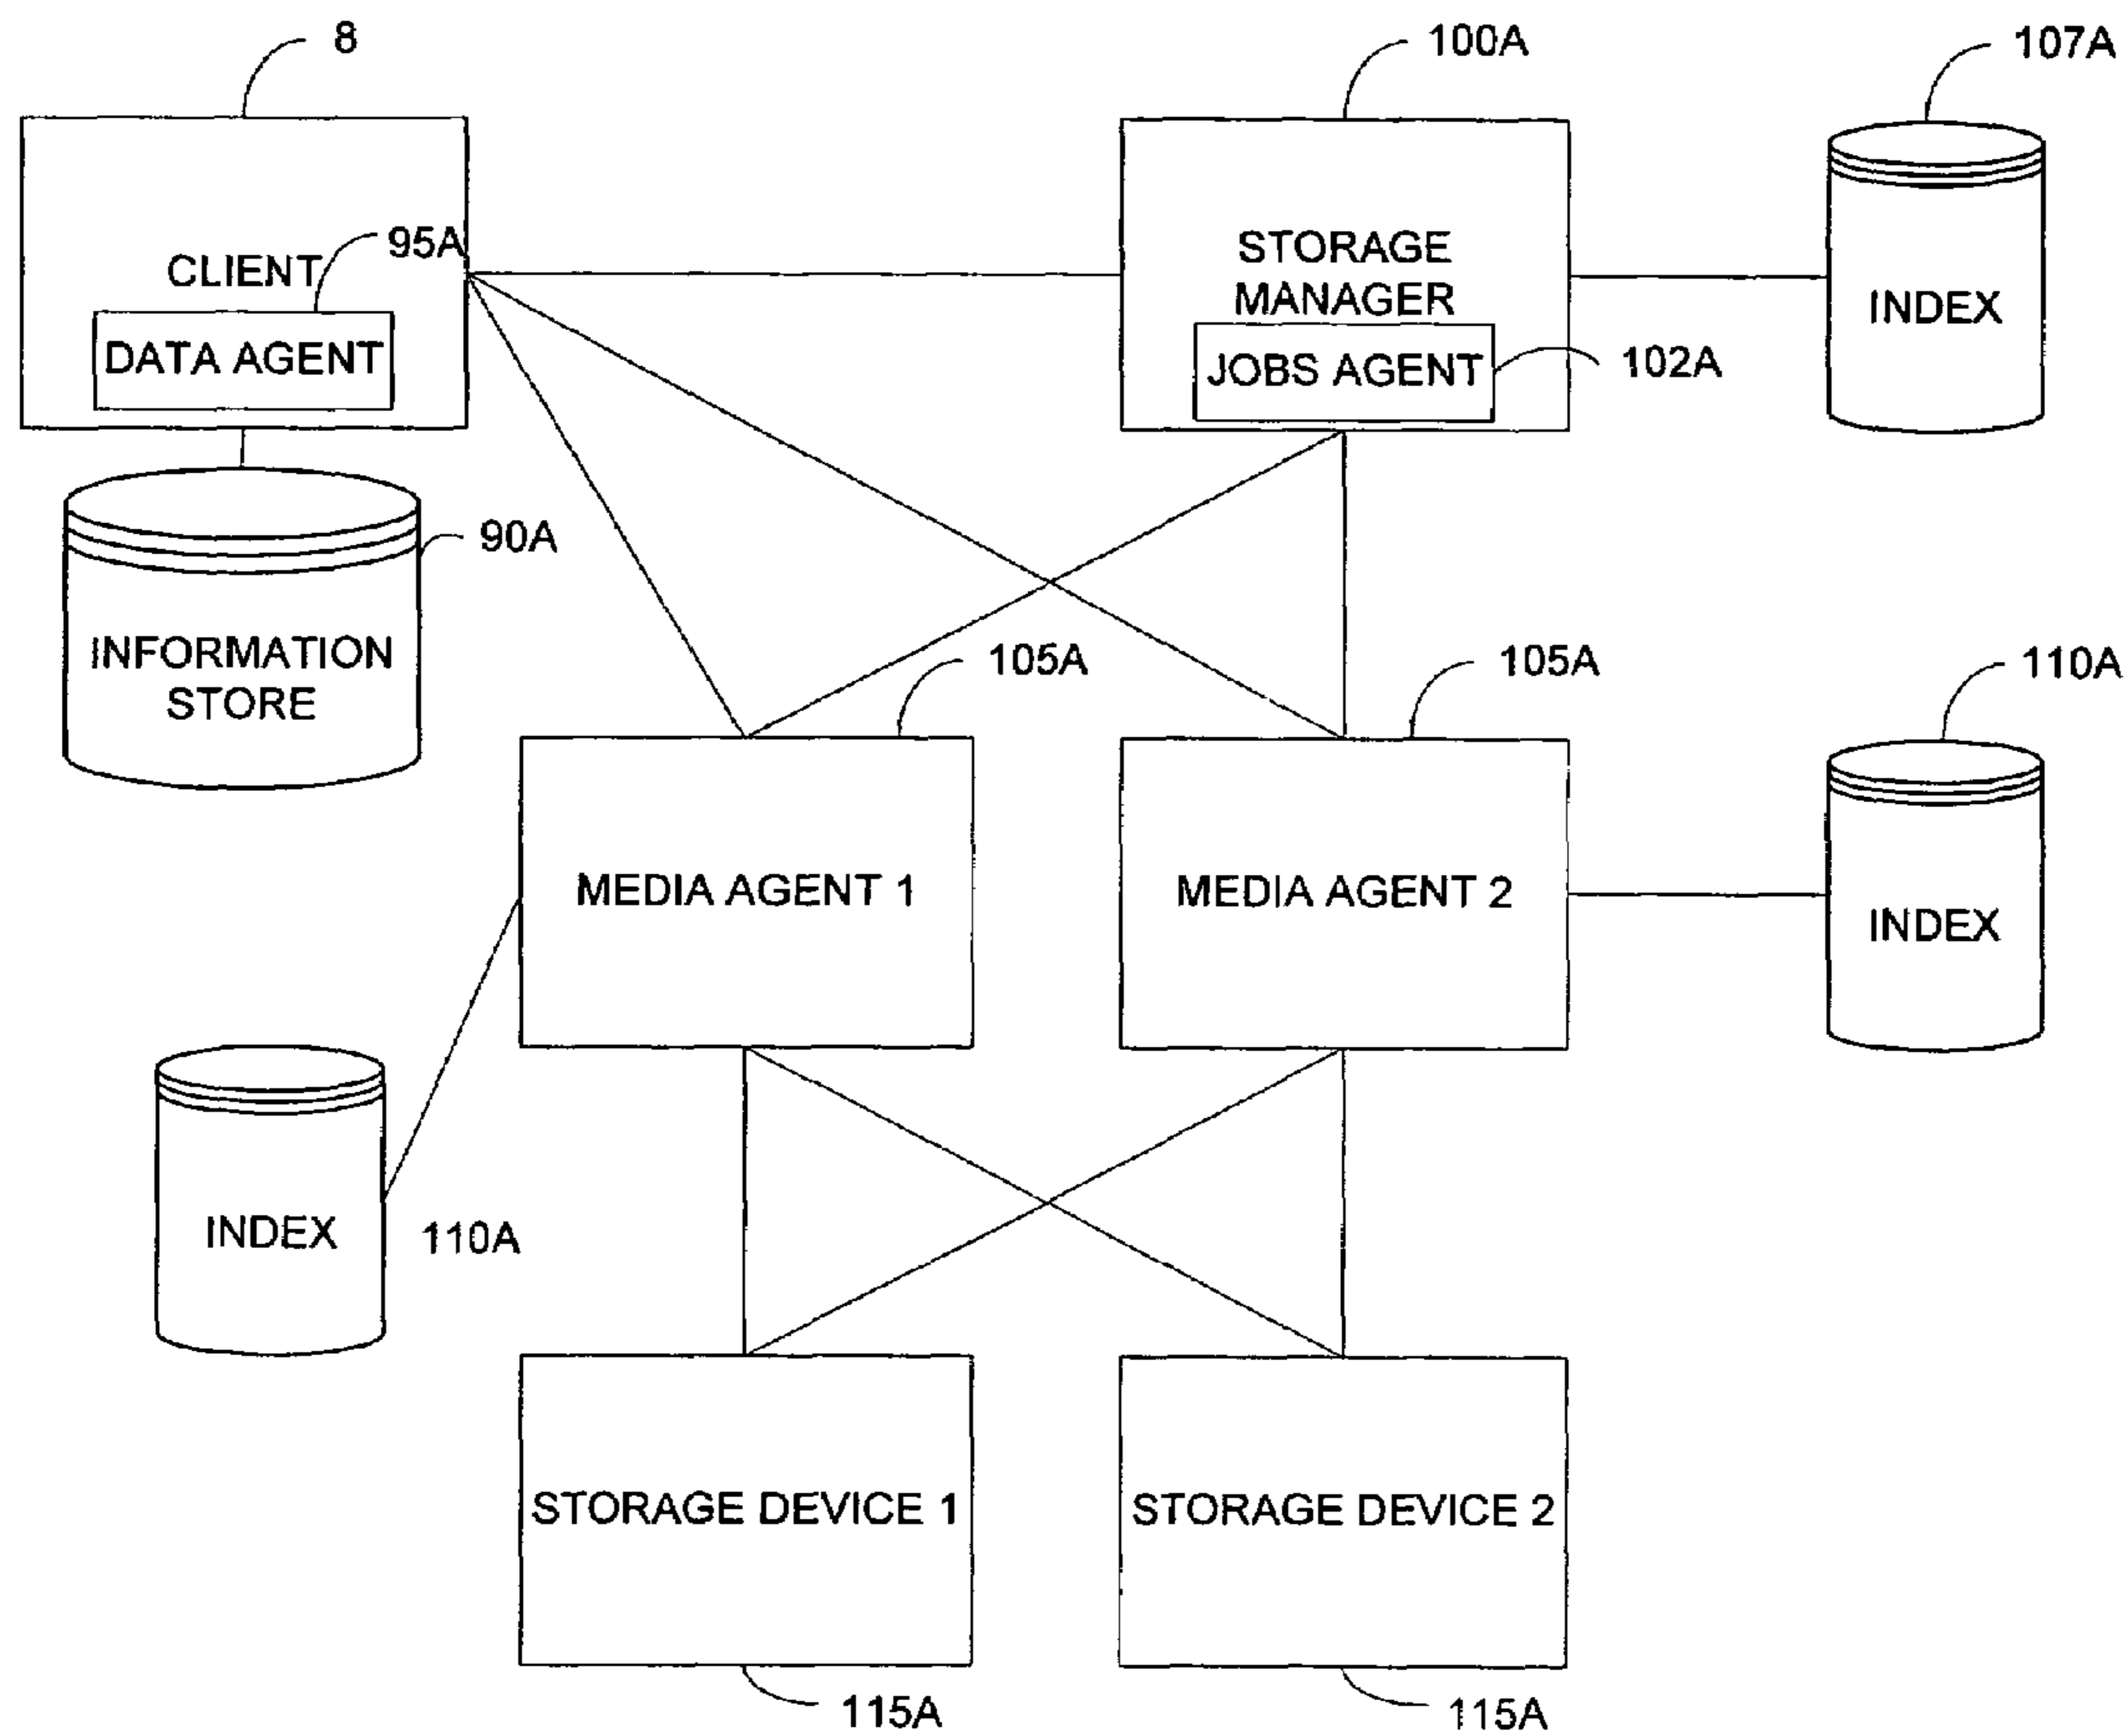 8
100A
107A
95A
CLIENT
DATA AGENT
STORAGE
MANAGER
JOBS AGENT
102A
INDEX
90A
INFORMATION
STORE
105A
105A
110A
MEDIA AGENT 1
MEDIA AGENT 2
INDEX
INDEX
110A
STORAGE DEVICE 1
STORAGE DEVICE 2
115A
115A